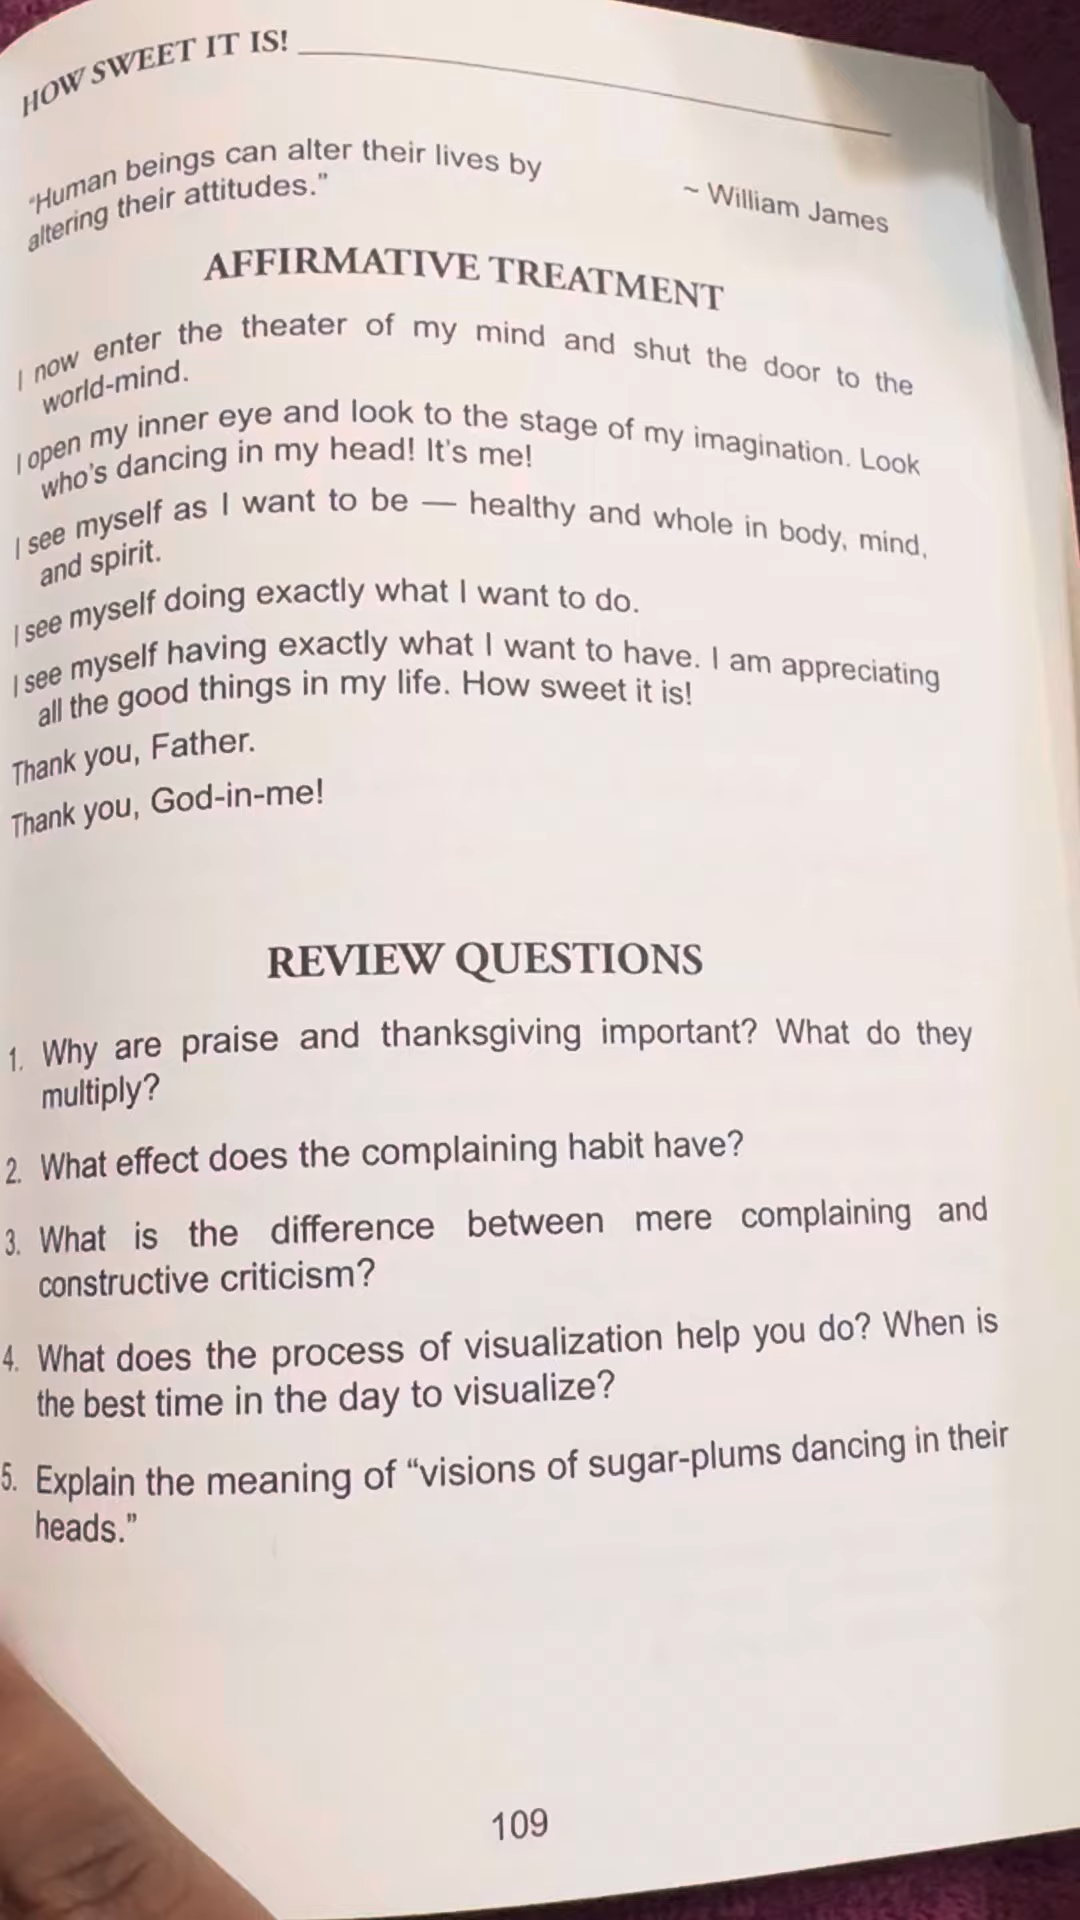 HOW SWEET IT IS!
"Human beings can alter their lives by
altering their attitudes."
~ William James
AFFIRMATIVE TREATMENT
I now enter the theater of my mind and shut the door to the
world-mind.
I open my inner eye and look to the stage of my imagination. Look
who's dancing in my head! It's me!
I see myself as I want to be — healthy and whole in body, mind,
and spirit.
I see myself doing exactly what I want to do.
I see myself having exactly what I want to have. I am appreciating
all the good things in my life. How sweet it is!
Thank you, Father.
Thank you, God-in-me!
REVIEW QUESTIONS
1. Why are praise and thanksgiving important? What do they
multiply?
2. What effect does the complaining habit have?
3. What is the difference between mere complaining and
constructive criticism?
4. What does the process of visualization help you do? When is
the best time in the day to visualize?
5. Explain the meaning of "visions of sugar-plums dancing in their
heads."
109